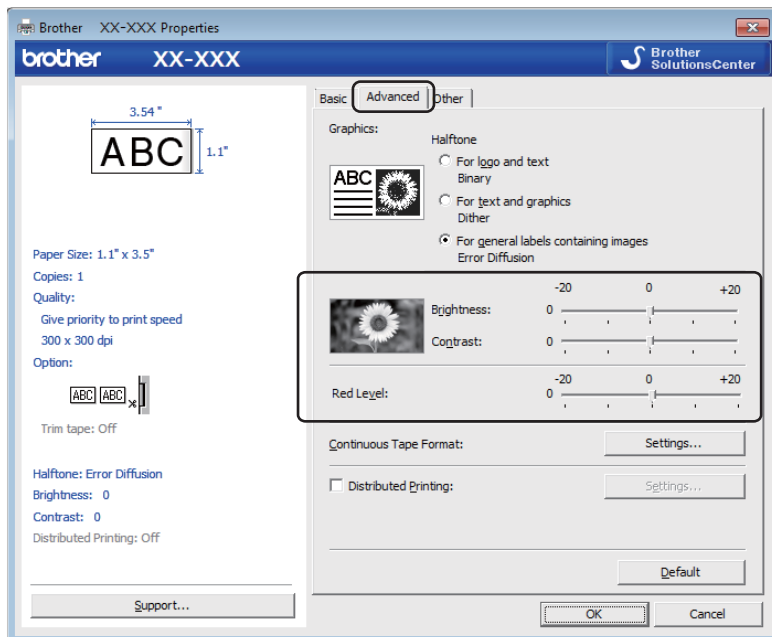 Brother XX-XXX Properties
brother XX-XXX
Brother
SolutionsCenter
3.54 "
ABC
1.1"
Paper Size: 1.1" x 3.5"
Copies: 1
Quality:
Give priority to print speed
300 x 300 dpi
Option:
ABC ABC
Trim tape: Off
Halftone: Error Diffusion
Brightness: 0
Contrast: 0
Distributed Printing: Off
Support...
Basic Advanced Other
Graphics:
Halftone
ABC
For logo and text
Binary
For text and graphics
Dither
For general labels containing images
Error Diffusion
-20 0 +20
Brightness: 0
Contrast: 0
-20 0 +20
Red Level: 0
Continuous Tape Format: Settings...
Distributed Printing: Settings...
Default
OK Cancel